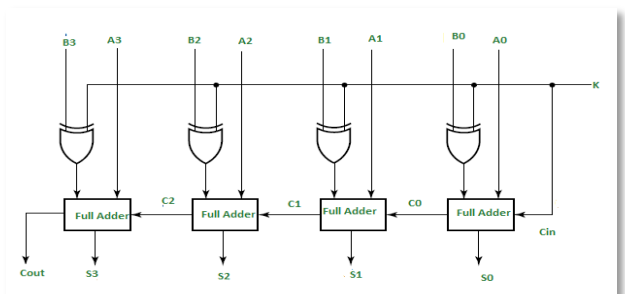 B3 A3 B2 A2 B1 A1 B0 A0
K
Full Adder Full Adder Full Adder Full Adder
C2 C1 C0
Cin
Cout S3 S2 S1 S0